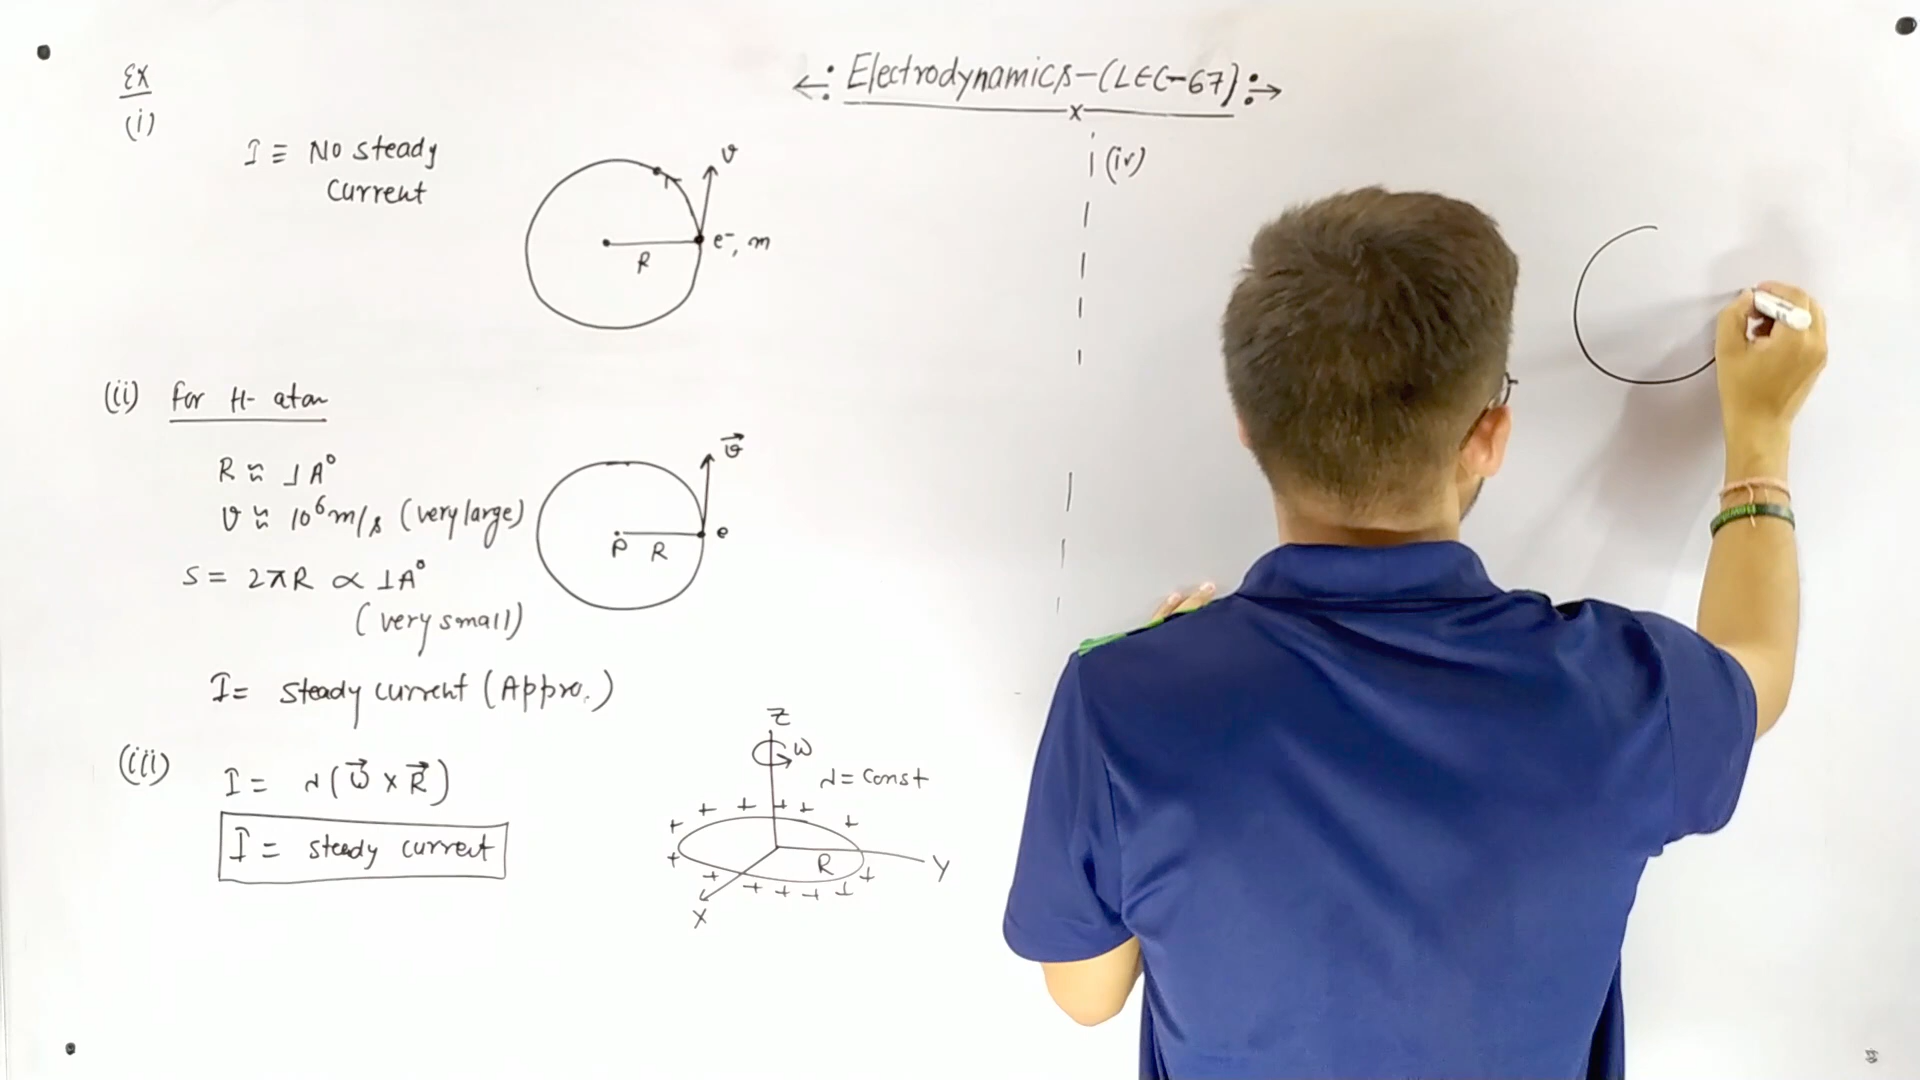 ←: Electrodynamics-(LEC-67):→
x
Ex
(i)
I ≡ No steady
Current
v
e⁻, m
R
(ii) for H- atom
R ≈ 1 A°
v ≈ 10⁶ m/s (very large)
S = 2πR ∝ 1A°
(very small)
v⃗
e
P R
I = steady current (Appro.)
(iii)
I = λ(ω⃗ × R⃗)
I = steady current
Z
ω
λ = Const
+ + + + + + +
R
Y
+ + + + + + +
X
(iv)